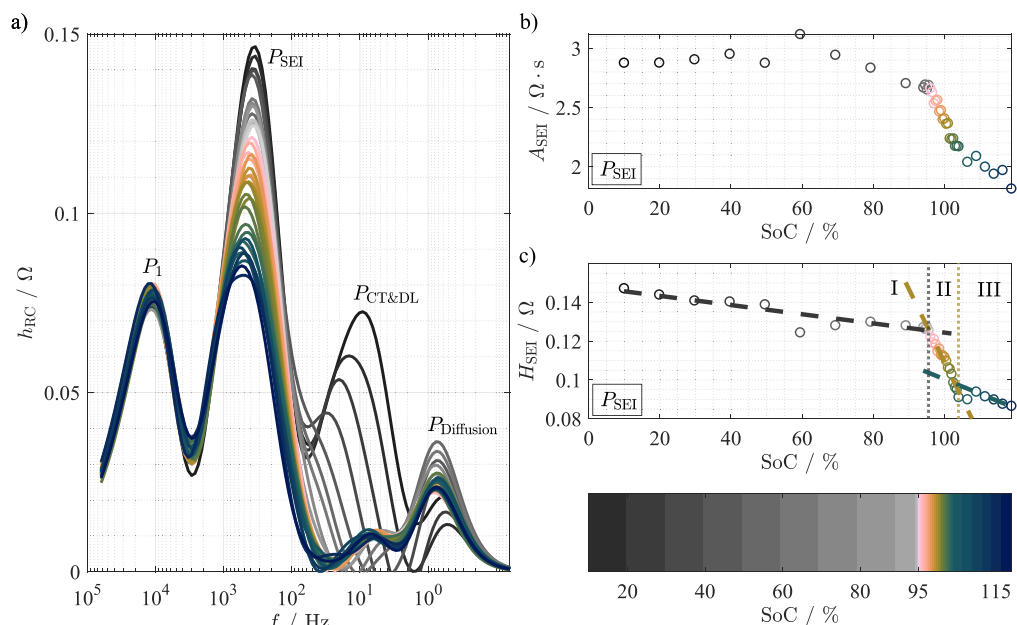 a)
0.15
0.1
0.05
0
h_RC / Ω
P_1
P_SEI
P_CT&DL
P_Diffusion
10^5 10^4 10^3 10^2 10^1 10^0
f / Hz
b)
3
2.5
2
A_SEI / Ω · s
P_SEI
0 20 40 60 80 100
SoC / %
c)
I II III
0.14
0.12
0.1
0.08
H_SEI / Ω
P_SEI
0 20 40 60 80 100
SoC / %
20 40 60 80 95 115
SoC / %